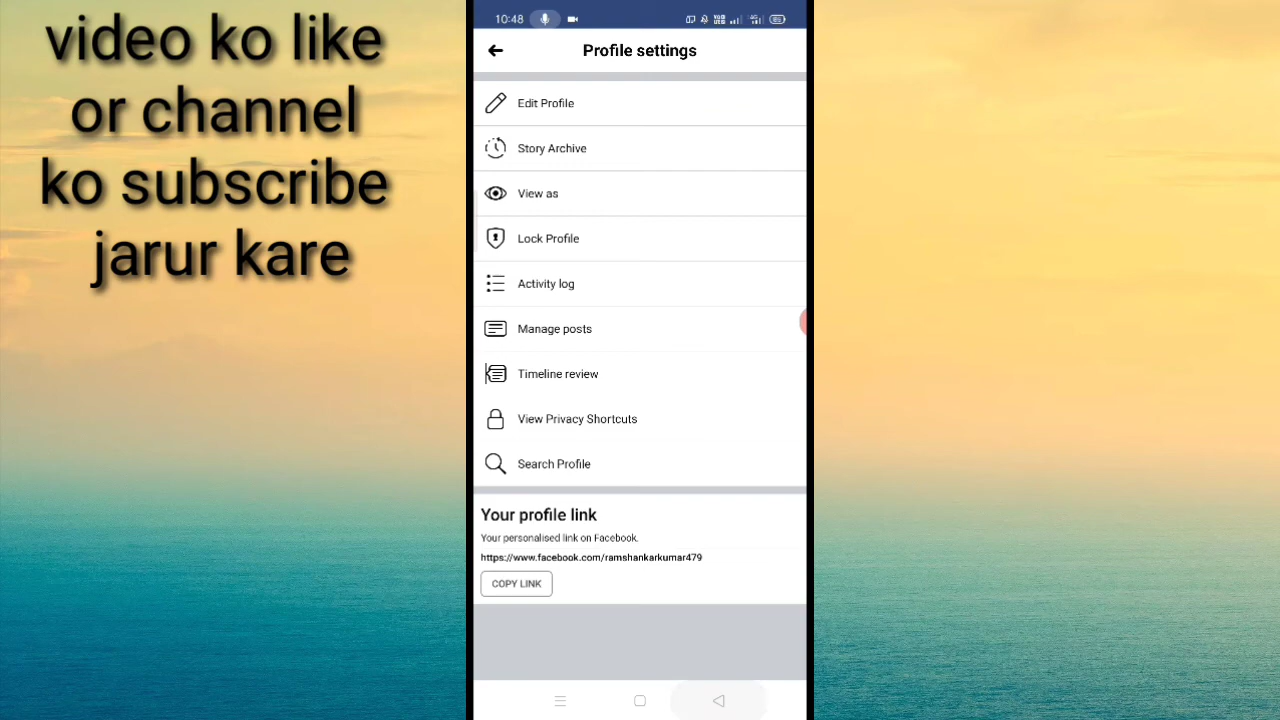 video ko like
or channel
ko subscribe
jarur kare
10:48
Profile settings
Edit Profile
Story Archive
View as
Lock Profile
Activity log
Manage posts
Timeline review
View Privacy Shortcuts
Search Profile
Your profile link
Your personalised link on Facebook.
https://www.facebook.com/ramshankarkumar479
COPY LINK